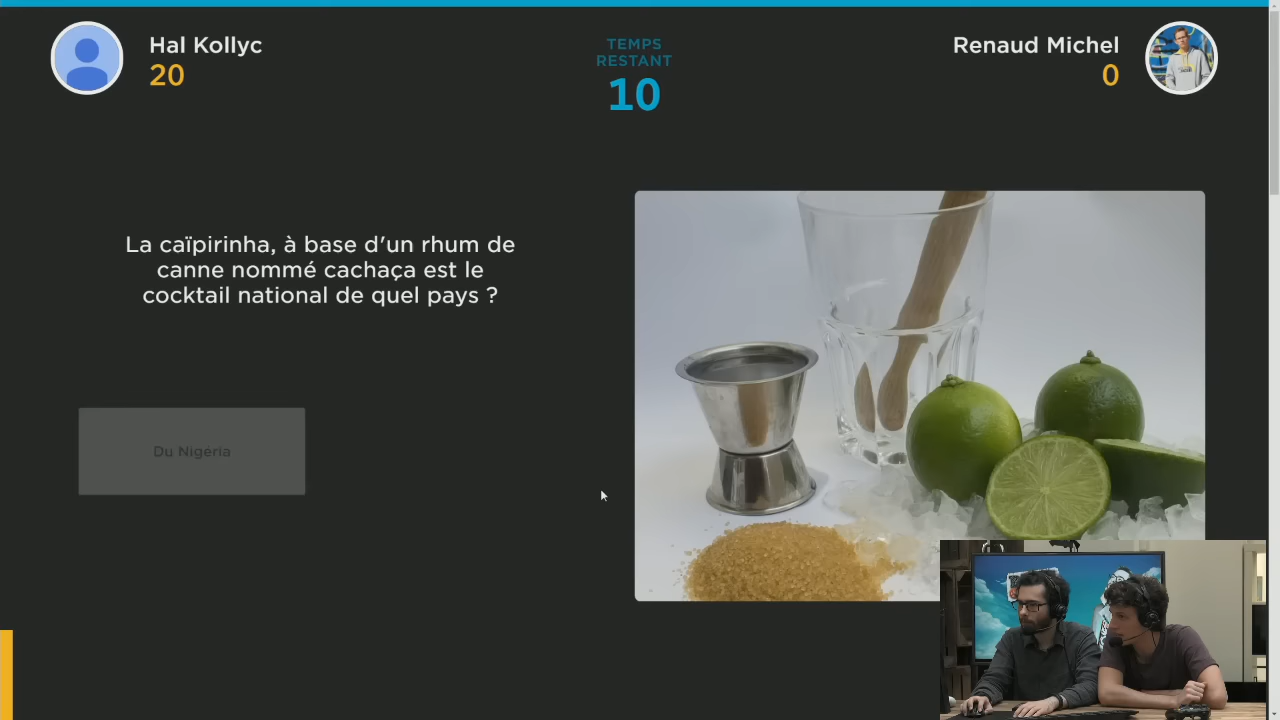 Hal Kollyc
20
TEMPS
RESTANT
10
Renaud Michel
0
La caïpirinha, à base d'un rhum de
canne nommé cachaça est le
cocktail national de quel pays ?
Du Nigeria